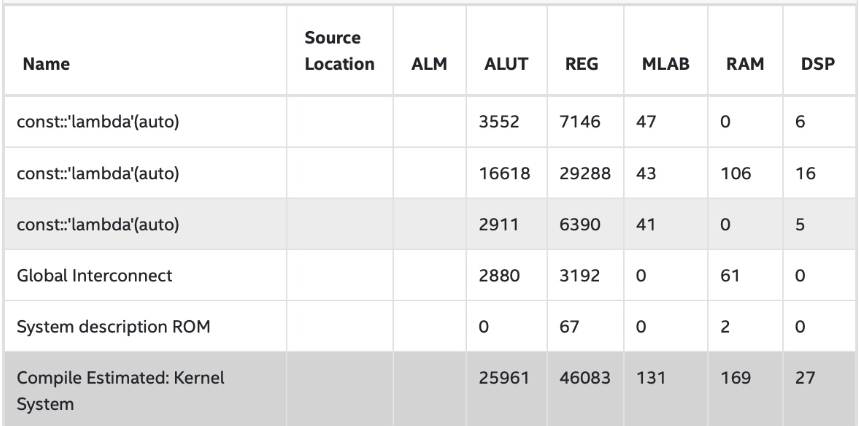 Name Source Location ALM ALUT REG MLAB RAM DSP
const::'lambda'(auto) 3552 7146 47 0 6
const::'lambda'(auto) 16618 29288 43 106 16
const::'lambda'(auto) 2911 6390 41 0 5
Global Interconnect 2880 3192 0 61 0
System description ROM 0 67 0 2 0
Compile Estimated: Kernel System 25961 46083 131 169 27